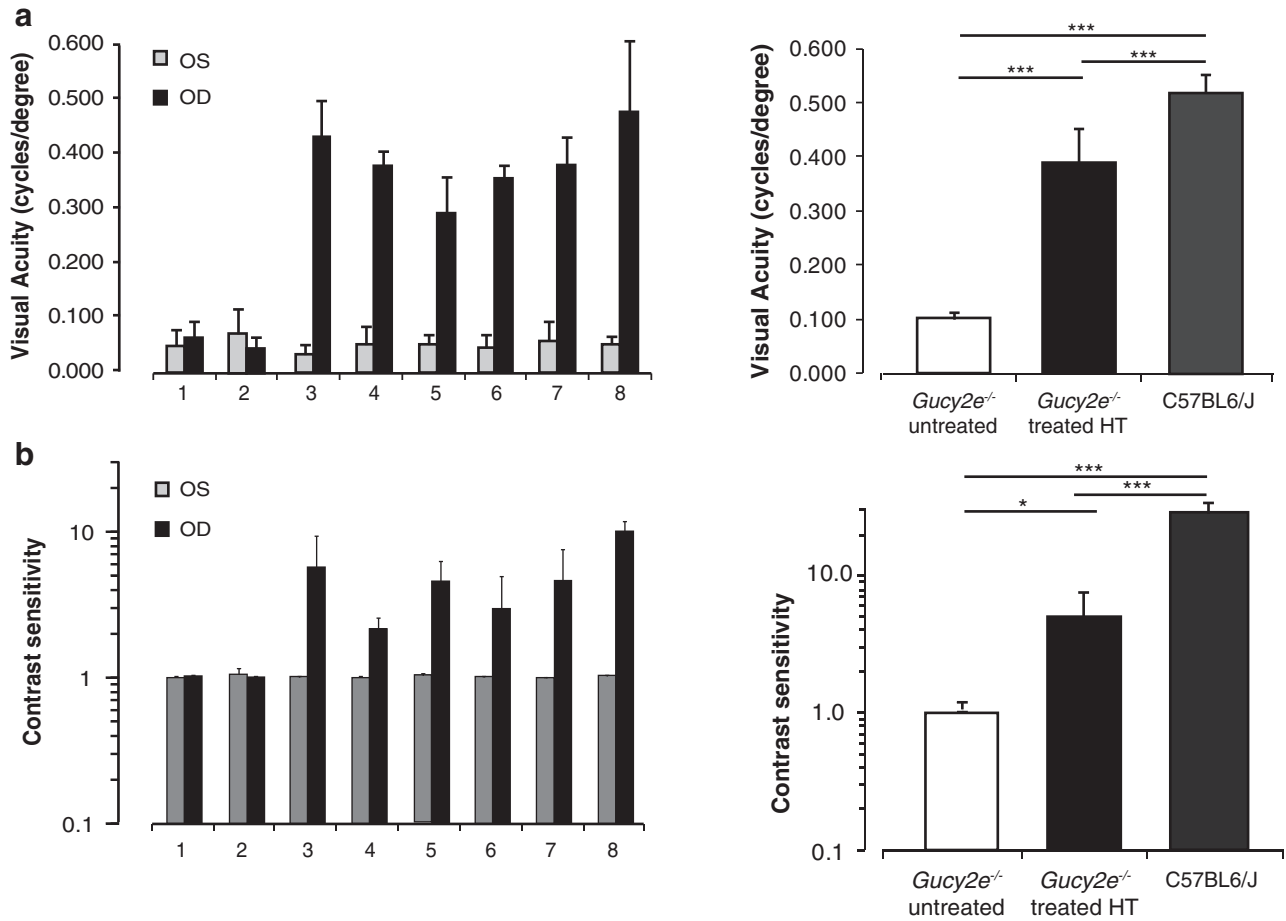 a
Visual Acuity (cycles/degree)
0.600
0.500
0.400
0.300
0.200
0.100
0.000
OS
OD
1 2 3 4 5 6 7 8
Visual Acuity (cycles/degree)
0.600
0.500
0.400
0.300
0.200
0.100
0.000
***
*** ***
Gucy2e-/- Gucy2e-/- C57BL6/J
untreated treated HT
b
Contrast sensitivity
10
1
0.1
OS
OD
1 2 3 4 5 6 7 8
Contrast sensitivity
10.0
1.0
0.1
***
***
*
Gucy2e-/- Gucy2e-/- C57BL6/J
untreated treated HT